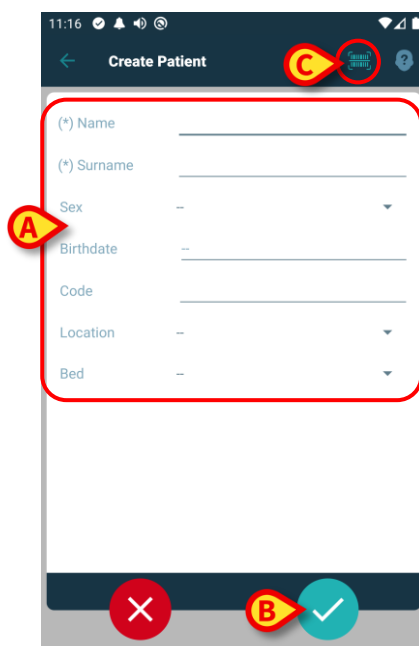 11:16
Create Patient
C
?
(*) Name
(*) Surname
A
Sex --
Birthdate --
Code
Location --
Bed --
B